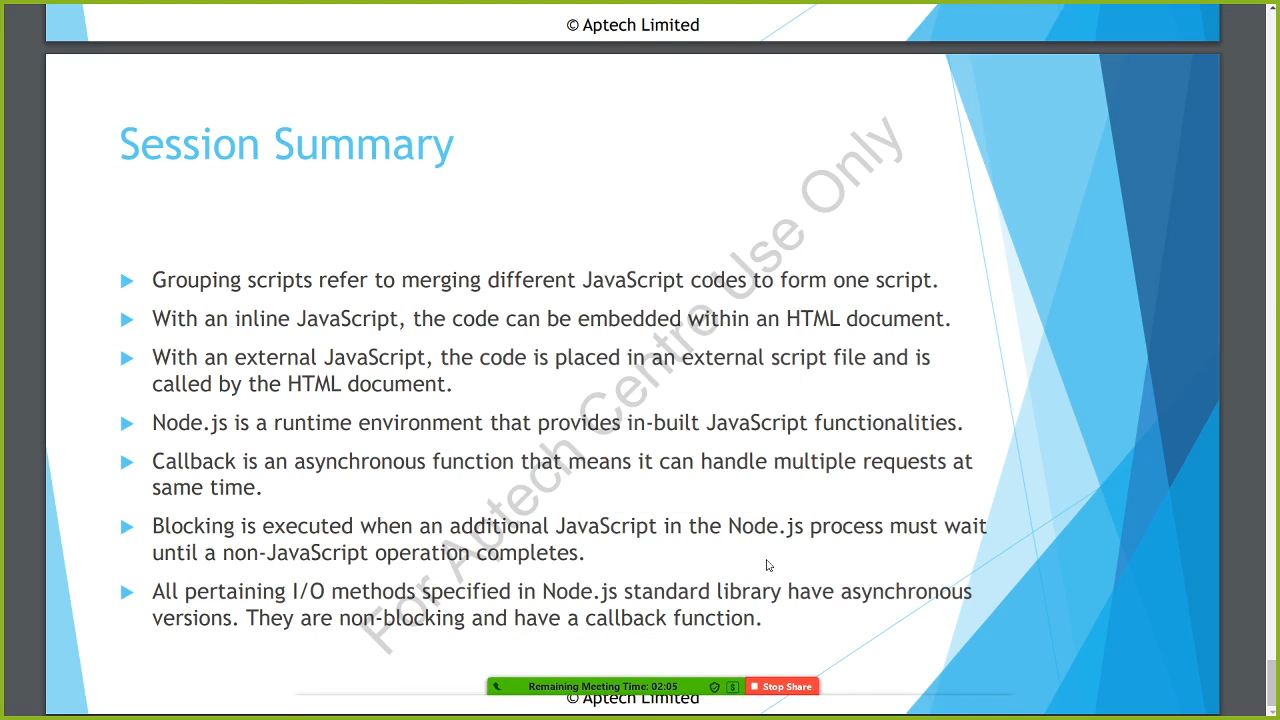 © Aptech Limited
Session Summary
Grouping scripts refer to merging different JavaScript codes to form one script.
With an inline JavaScript, the code can be embedded within an HTML document.
With an external JavaScript, the code is placed in an external script file and is
called by the HTML document.
Node.js is a runtime environment that provides in-built JavaScript functionalities.
Callback is an asynchronous function that means it can handle multiple requests at
same time.
Blocking is executed when an additional JavaScript in the Node.js process must wait
until a non-JavaScript operation completes.
All pertaining I/O methods specified in Node.js standard library have asynchronous
versions. They are non-blocking and have a callback function.
For Aptech Centre Use Only
Remaining Meeting Time: 02:05 $ Stop Share
© Aptech Limited